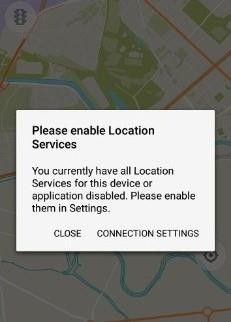 Please enable Location
Services
You currently have all Location
Services for this device or
application disabled. Please enable
them in Settings.
CLOSE CONNECTION SETTINGS